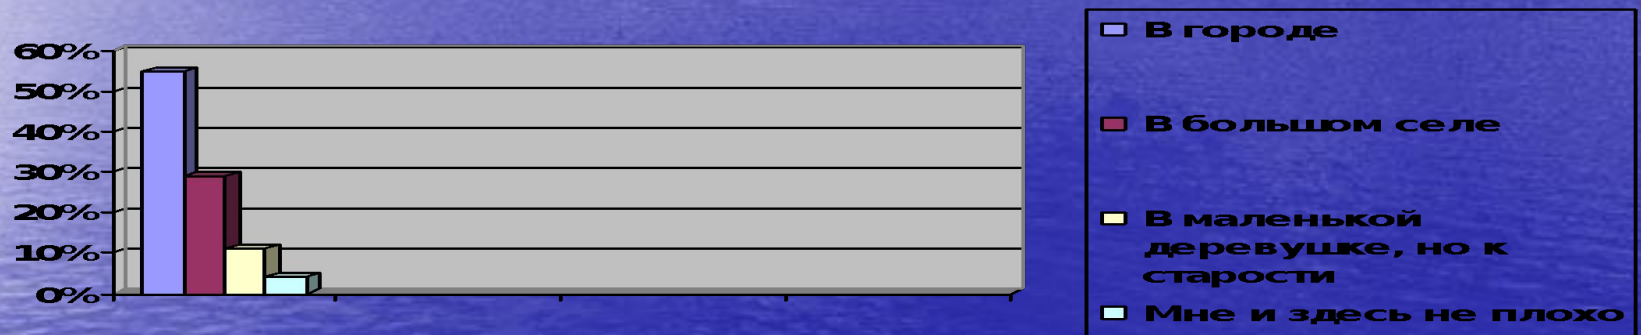 60%
50%
40%
30%
20%
10%
0%
В городе
В большом селе
В маленькой
деревушке, но к
старости
Мне и здесь не плохо